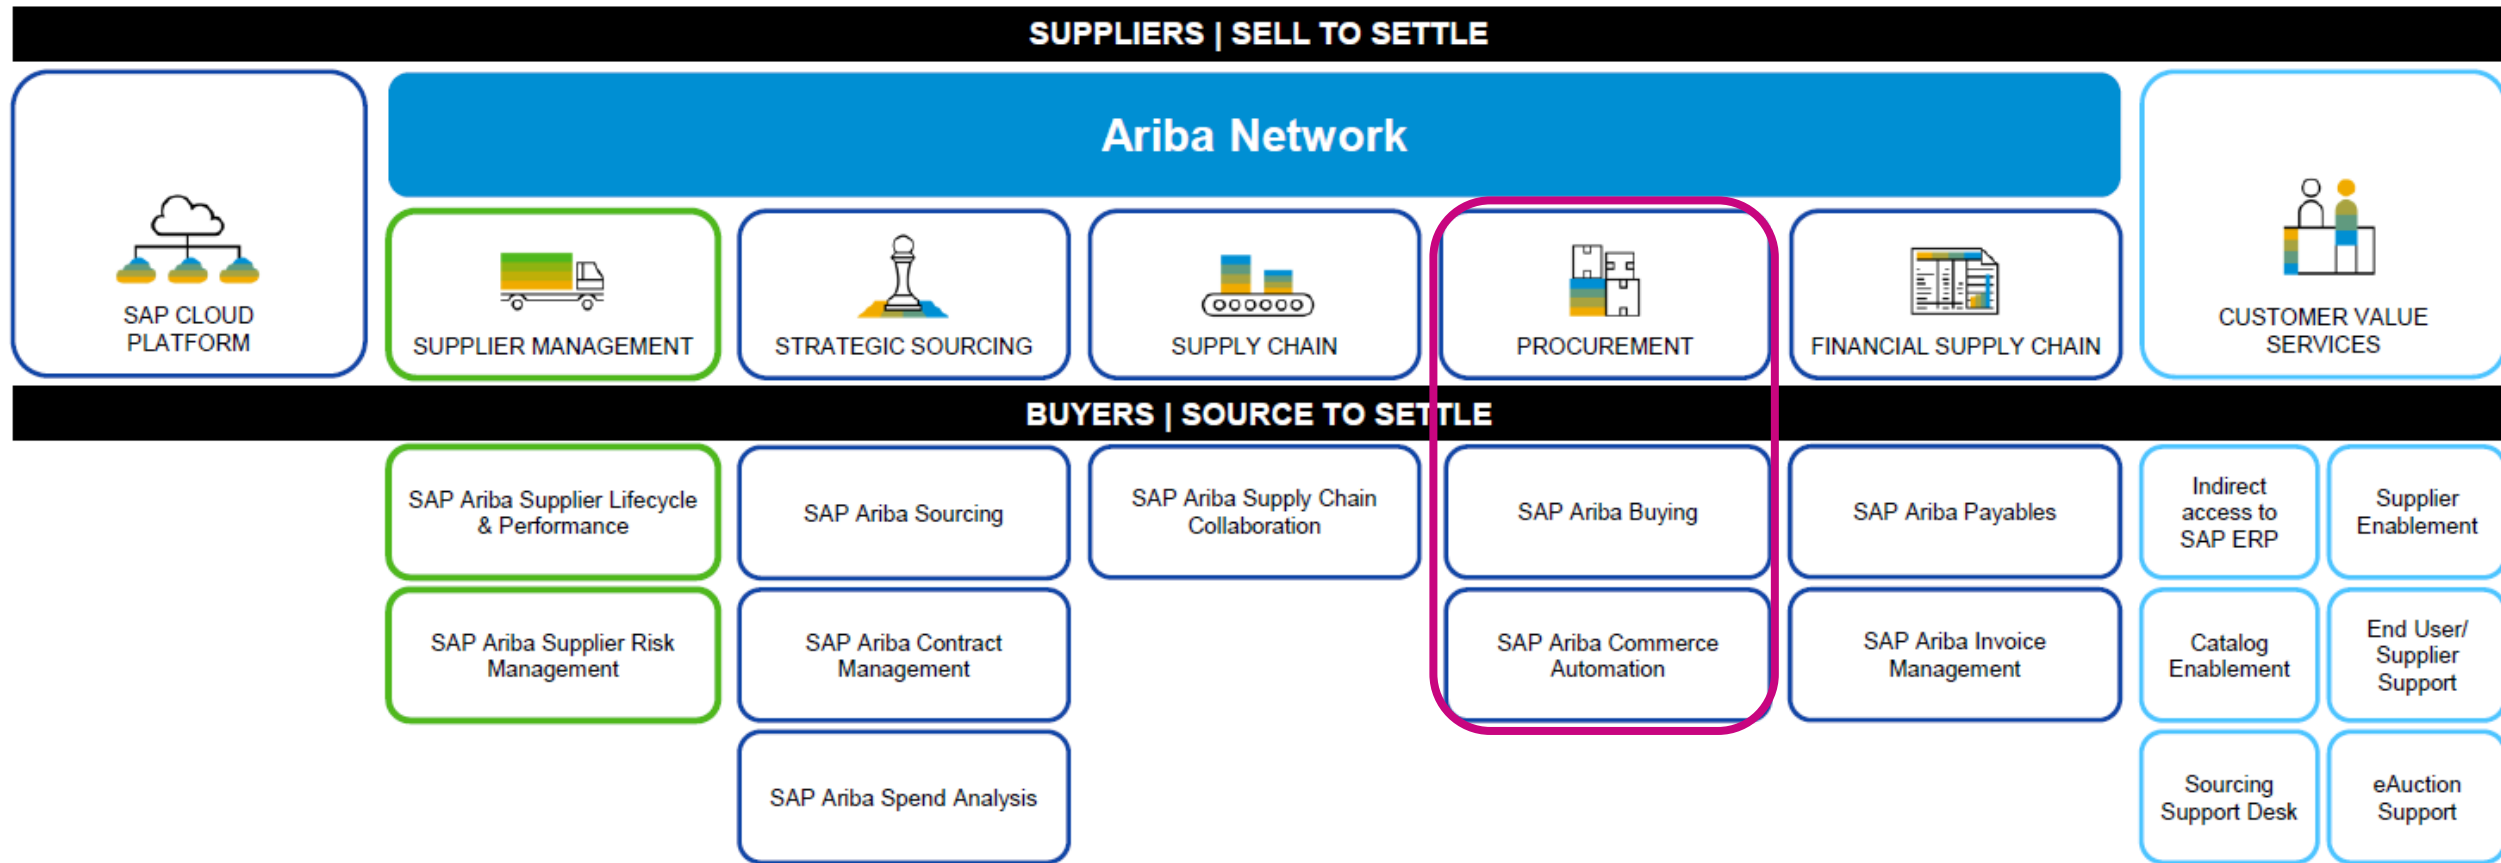 SUPPLIERS | SELL TO SETTLE
Ariba Network
SAP CLOUD
PLATFORM
SUPPLIER MANAGEMENT
STRATEGIC SOURCING
SUPPLY CHAIN
PROCUREMENT
FINANCIAL SUPPLY CHAIN
CUSTOMER VALUE
SERVICES
BUYERS | SOURCE TO SETTLE
SAP Ariba Supplier Lifecycle
& Performance
SAP Ariba Sourcing
SAP Ariba Supply Chain
Collaboration
SAP Ariba Buying
SAP Ariba Payables
Indirect
access to
SAP ERP
Supplier
Enablement
SAP Ariba Supplier Risk
Management
SAP Ariba Contract
Management
SAP Ariba Commerce
Automation
SAP Ariba Invoice
Management
Catalog
Enablement
End User/
Supplier
Support
SAP Ariba Spend Analysis
Sourcing
Support Desk
eAuction
Support